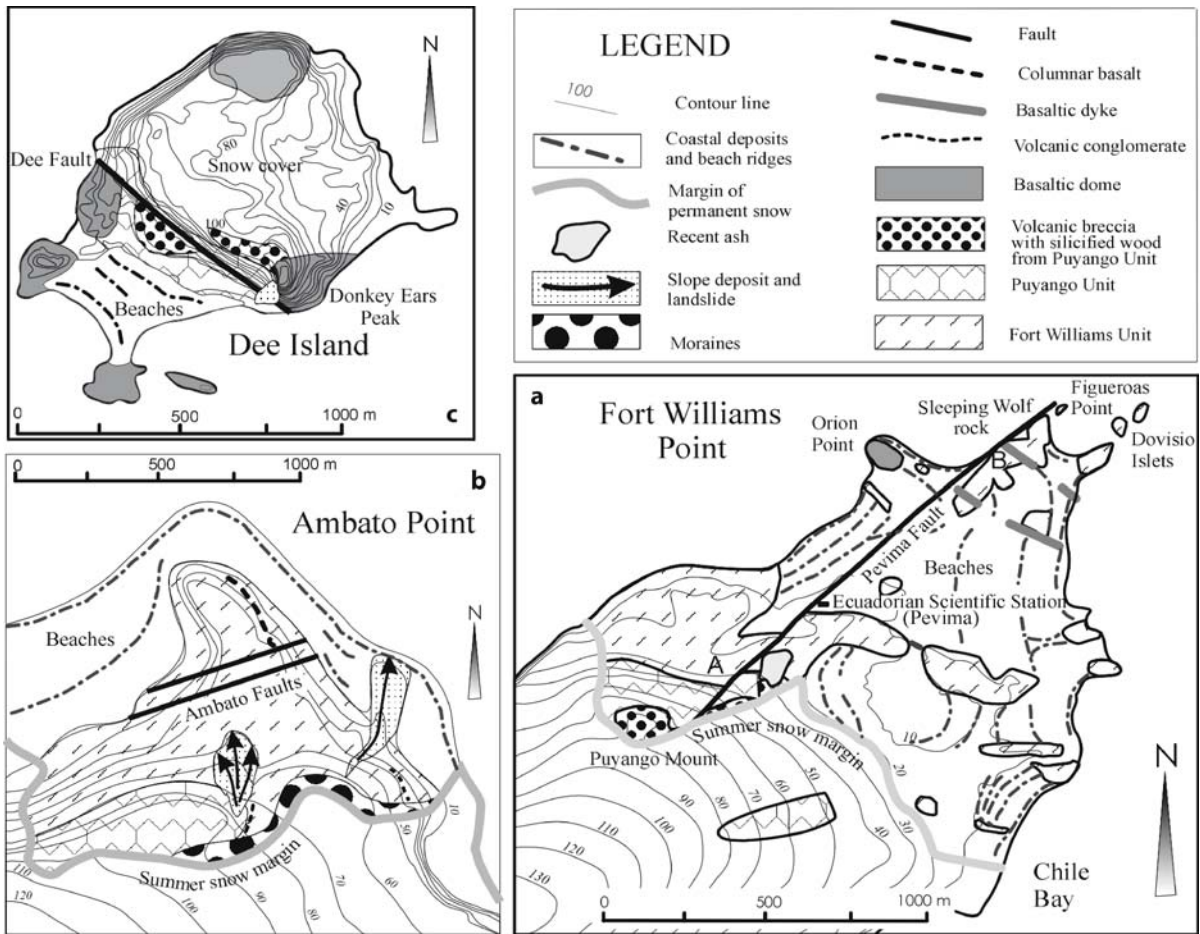 N
Dee Fault
80
Snow cover
40
10
100
Beaches
Donkey Ears
Peak
Dee Island
0 500 1000 m
c
LEGEND
100
Contour line
Coastal deposits
and beach ridges
Margin of
permanent snow
Recent ash
Slope deposit and
landslide
Moraines
Fault
Columnar basalt
Basaltic dyke
Volcanic conglomerate
Basaltic dome
Volcanic breccia
with silicified wood
from Puyango Unit
Puyango Unit
Fort Williams Unit
0 500 1000 m
b
Ambato Point
N
Beaches
Ambato Faults
10
50
Summer snow margin
110
120
100
90
80
70
60
a
Fort Williams
Point
Orion
Point
Sleeping Wolf
rock
Figueroas
Point
Dovisio
Islets
B
Pevima Fault
Beaches
Ecuadorian Scientific Station
(Pevima)
A
Summer snow margin
Puyango Mount
10
20
30
40
50
60
70
80
90
100
110
120
130
N
Chile
Bay
0 500 1000 m